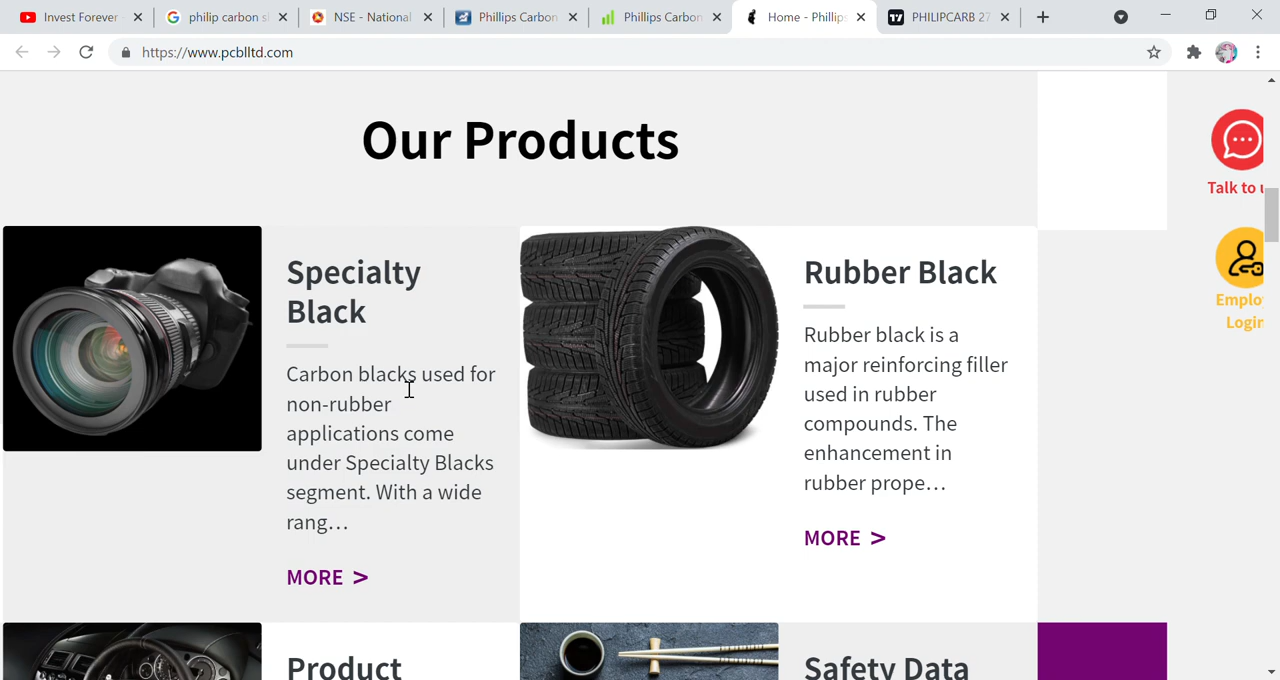 Invest Forever
philip carbon sl
NSE - National
Phillips Carbon
Phillips Carbon
Home - Phillips
PHILIPCARB 27
https://www.pcblltd.com
Our Products
Talk to u
Emplo
Login
Specialty
Black
Carbon blacks used for
non-rubber
applications come
under Specialty Blacks
segment. With a wide
rang...
MORE >
Rubber Black
Rubber black is a
major reinforcing filler
used in rubber
compounds. The
enhancement in
rubber prope...
MORE >
Product
Safety Data